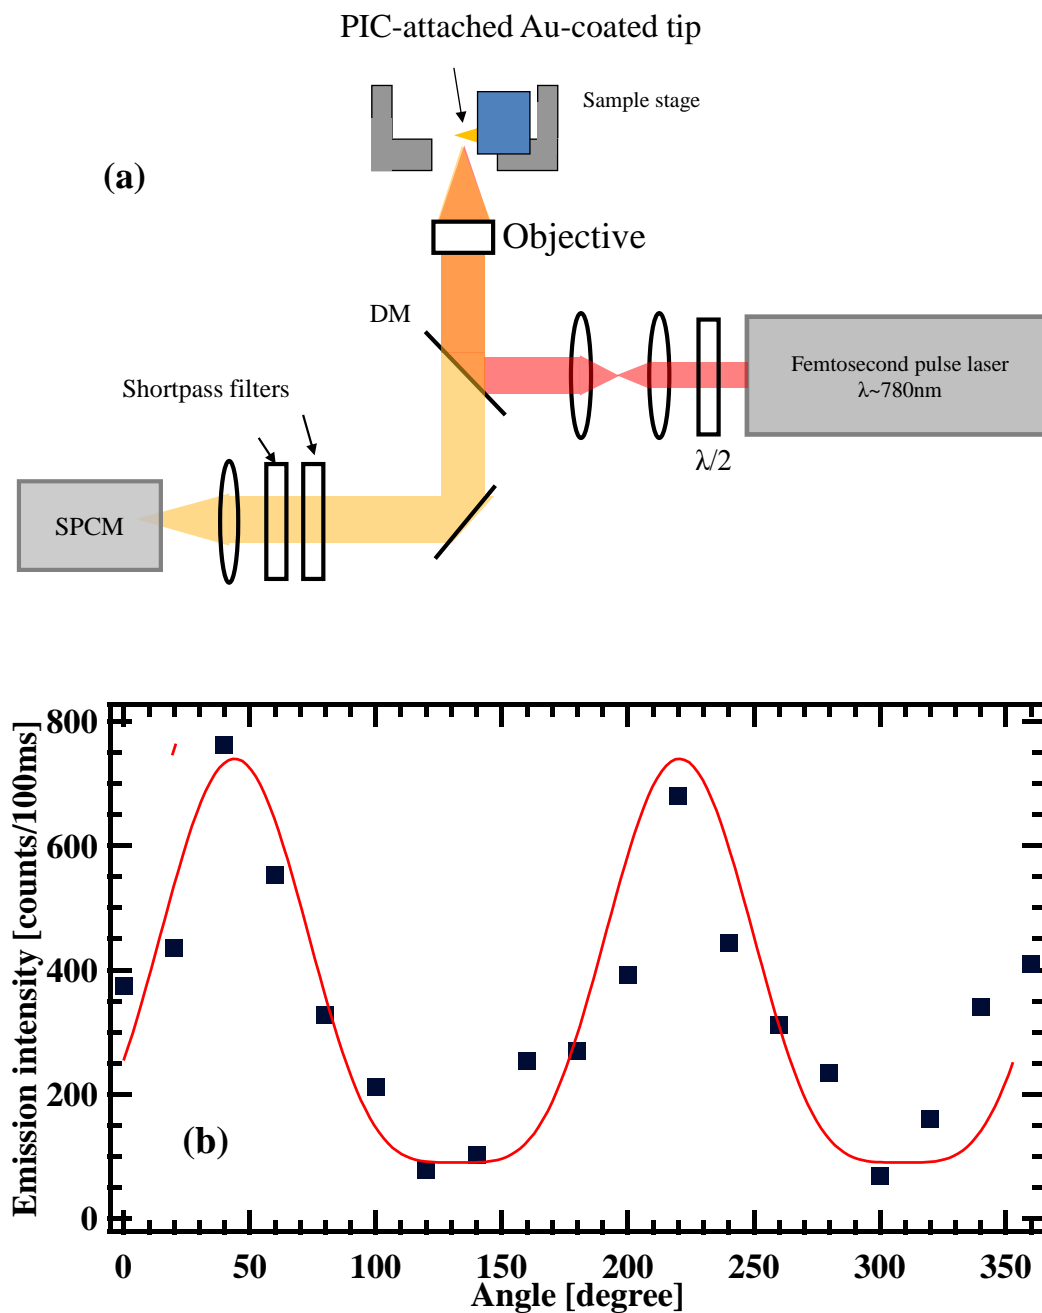 PIC-attached Au-coated tip
Sample stage
(a)
Objective
DM
Shortpass filters
Femtosecond pulse laser
λ~780nm
λ/2
SPCM
800
600
400
200
0
Emission intensity [counts/100ms]
(b)
0 50 100 150 200 250 300 350
Angle [degree]